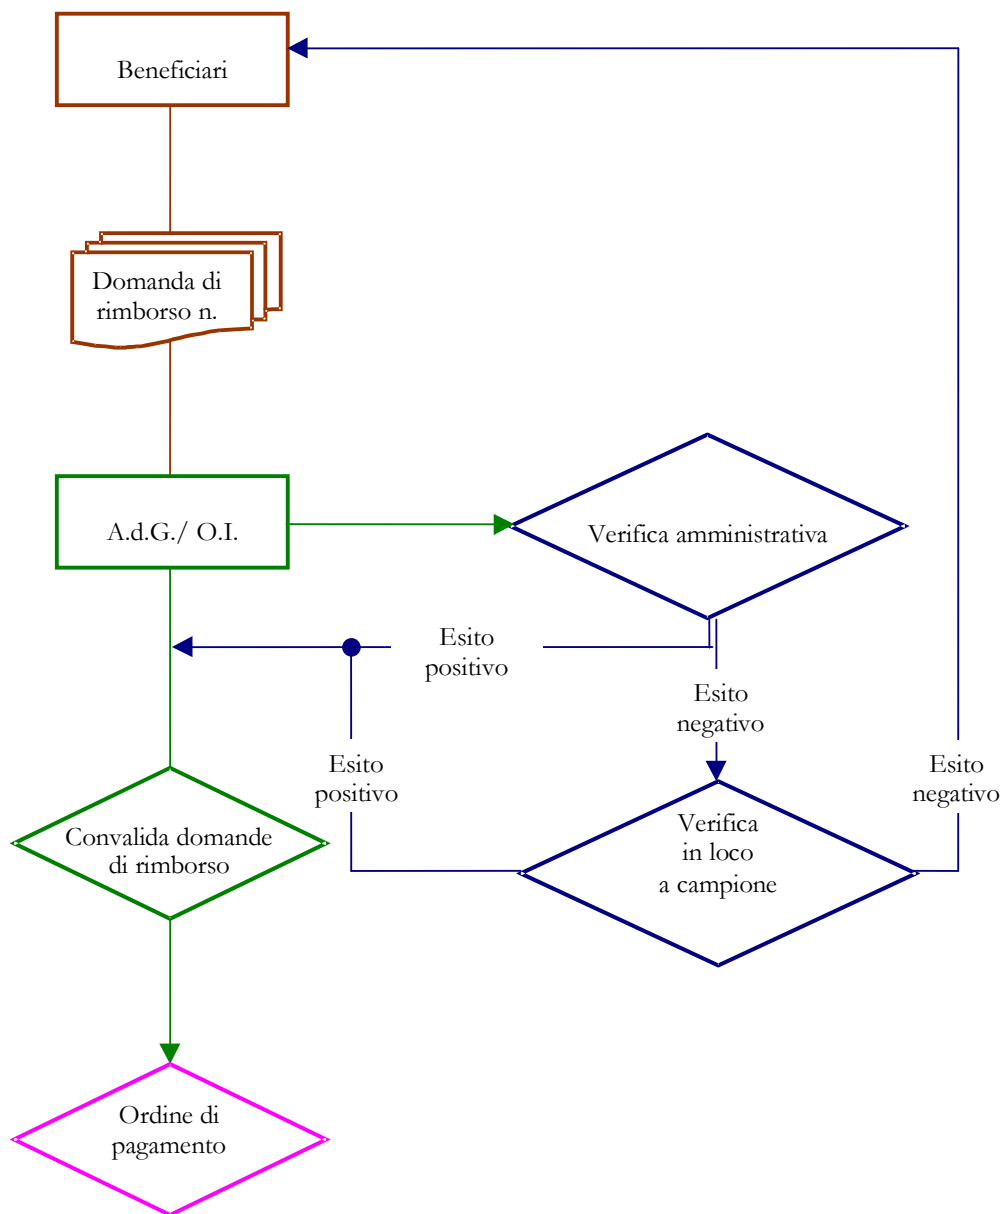 Beneficiari
Domanda di
rimborso n.
A.d.G./ O.I.
Verifica amministrativa
Esito
positivo
Esito
negativo
Esito
positivo
Esito
negativo
Convalida domande
di rimborso
Verifica
in loco
a campione
Ordine di
pagamento